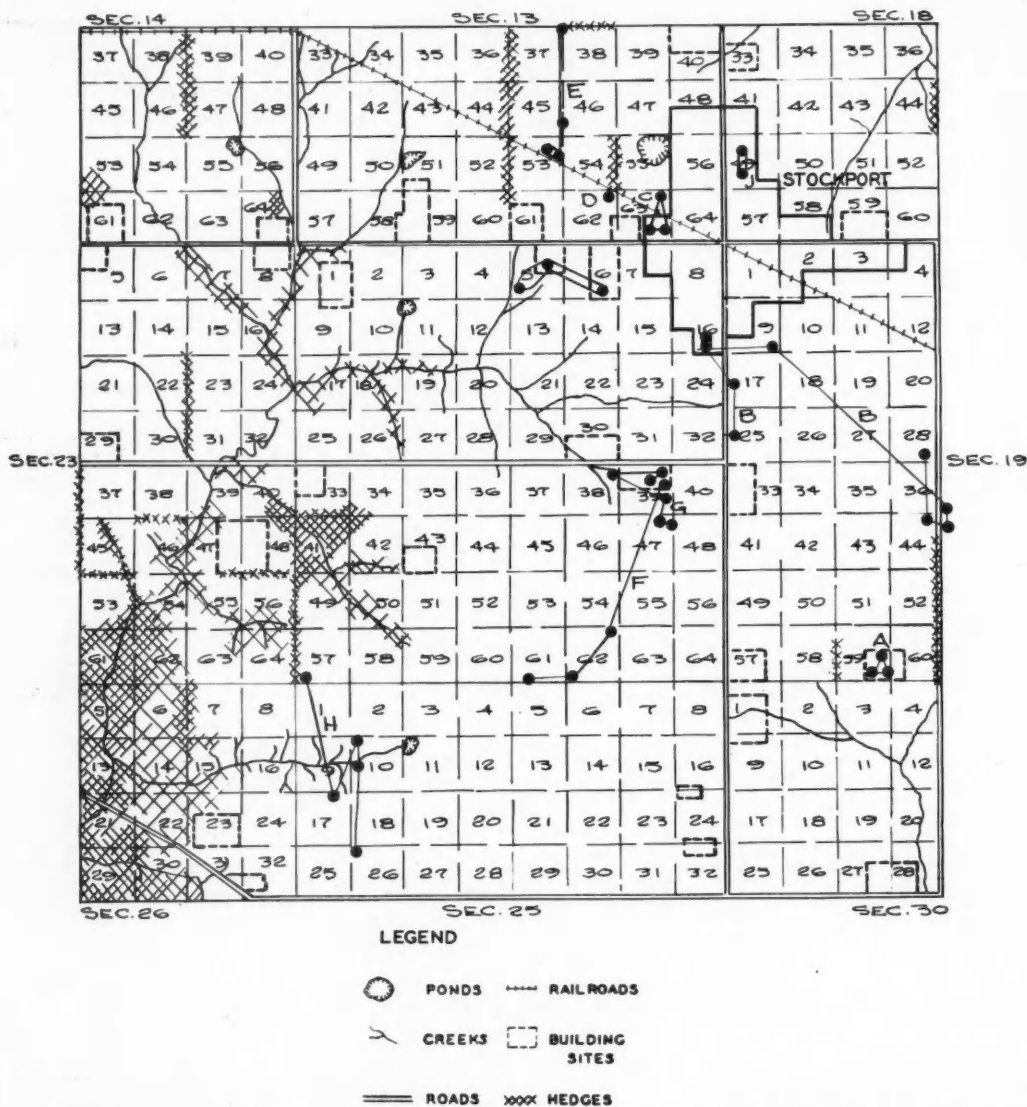 SEC. 14 SEC. 13 SEC. 18
37 38 39 40 33 34 35 36 37 38 39 40 33 34 35 36
45 46 47 48 41 42 43 44 45 46 47 48 41 42 43 44
E
53 54 55 56 49 50 51 52 53 54 55 56 49 50 51 52
D C J STOCKPORT
61 62 63 64 57 58 59 60 61 62 63 64 57 58 59 60
5 6 7 8 1 2 3 4 5 6 7 8 1 2 3 4
13 14 15 16 9 10 11 12 13 14 15 16 9 10 11 12
21 22 23 24 17 18 19 20 21 22 23 24 17 18 19 20
B B
29 30 31 32 25 26 27 28 29 30 31 32 25 26 27 28
SEC. 23 SEC. 19
37 38 39 40 33 34 35 36 37 38 39 40 33 34 35 36
G
45 46 47 48 41 42 43 44 45 46 47 48 41 42 43 44
F
53 54 55 56 49 50 51 52 53 54 55 56 49 50 51 52
A
61 62 63 64 57 58 59 60 61 62 63 64 57 58 59 60
5 6 7 8 1 2 3 4 5 6 7 8 1 2 3 4
H
13 14 15 16 9 10 11 12 13 14 15 16 9 10 11 12
21 22 23 24 17 18 19 20 21 22 23 24 17 18 19 20
29 30 31 32 25 26 27 28 29 30 31 32 25 26 27 28
SEC. 26 SEC. 25 SEC. 30
LEGEND
PONDS RAILROADS
CREEKS BUILDING
SITES
ROADS HEDGES